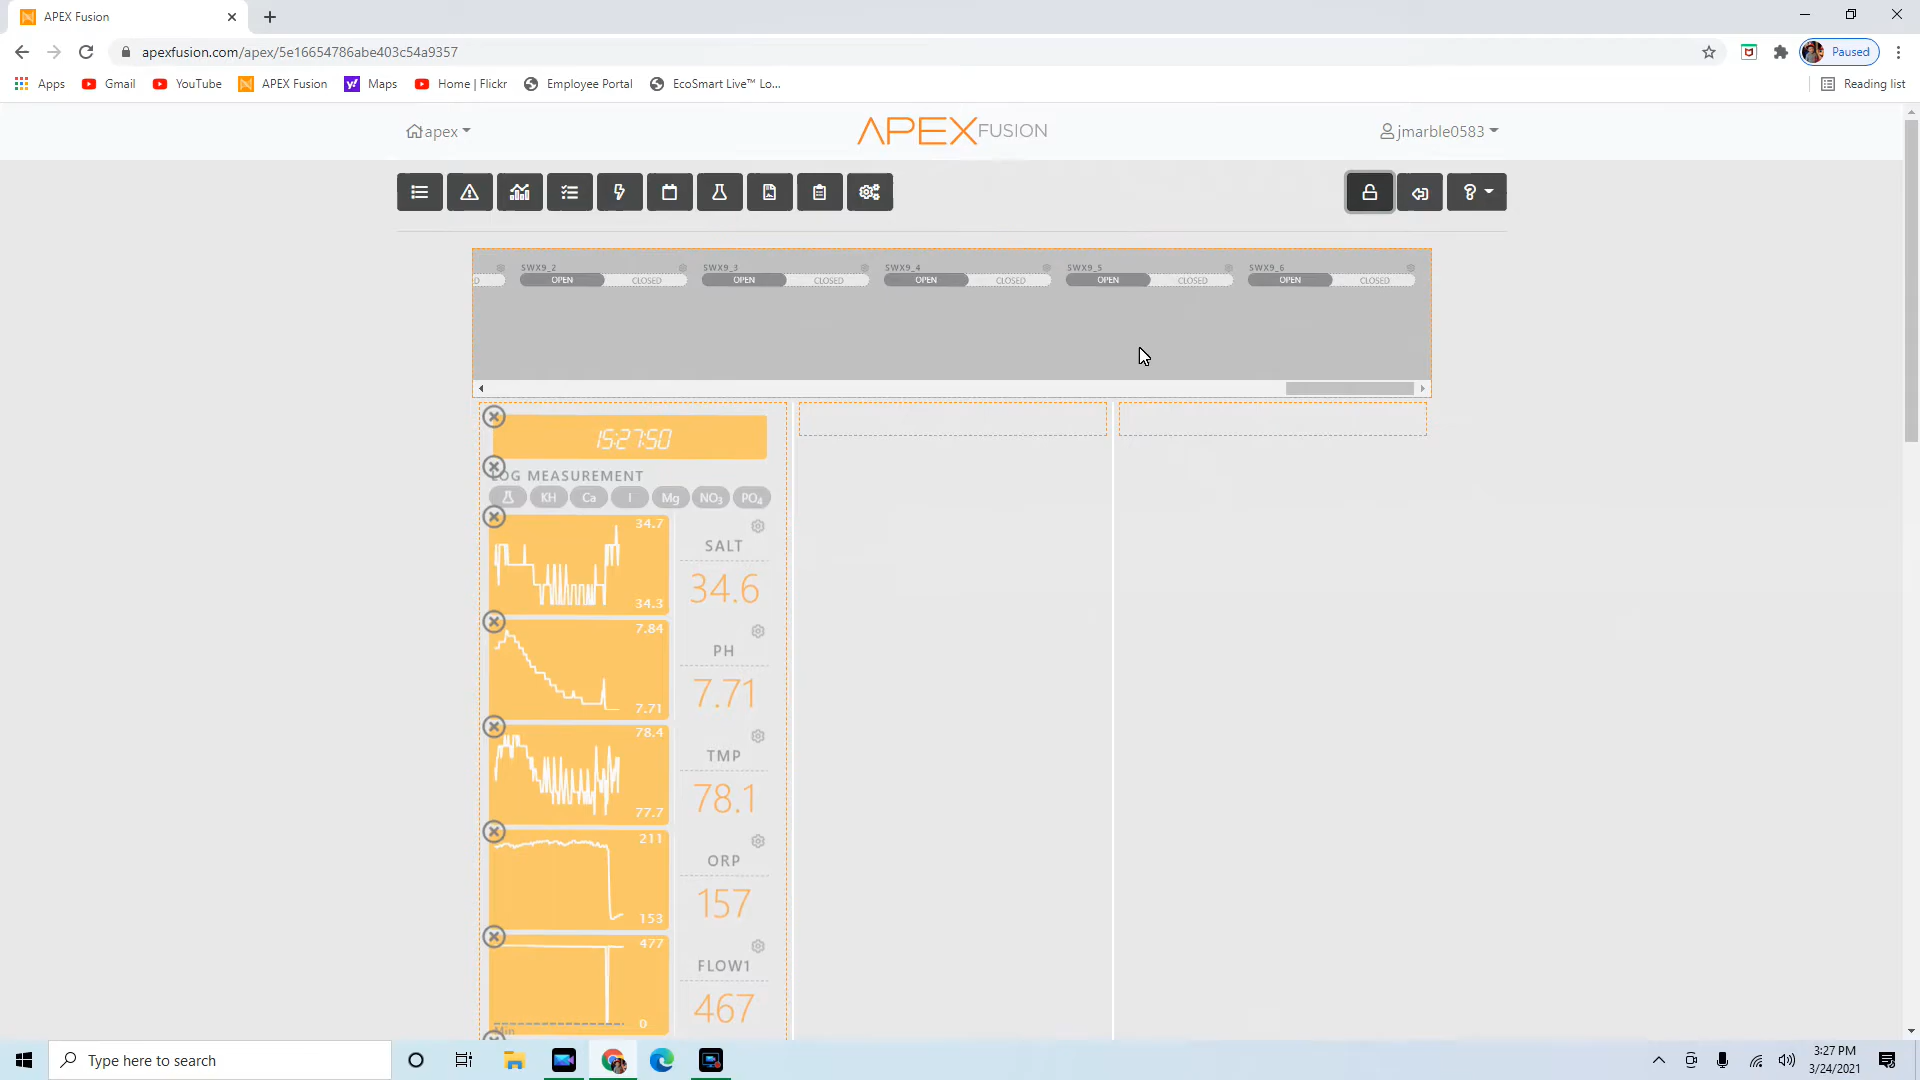 APEX Fusion
apexfusion.com/apex/5e16654786abe403c54a9357
Paused
Apps
Gmail
YouTube
APEX Fusion
Maps
Home | Flickr
Employee Portal
EcoSmart Live™ Lo...
Reading list
apex
APEX FUSION
jmarble0583
SWX9_2
SWX9_3
SWX9_4
SWX9_5
SWX9_6
D
OPEN CLOSED
OPEN CLOSED
OPEN CLOSED
OPEN CLOSED
OPEN CLOSED
15:27:50
LOG MEASUREMENT
KH Ca I Mg NO3 PO4
34.7
SALT
34.6
34.3
7.84
PH
7.71
7.71
78.4
TMP
78.1
77.7
211
ORP
157
153
477
FLOW1
467
0
Min
Type here to search
3:27 PM
3/24/2021